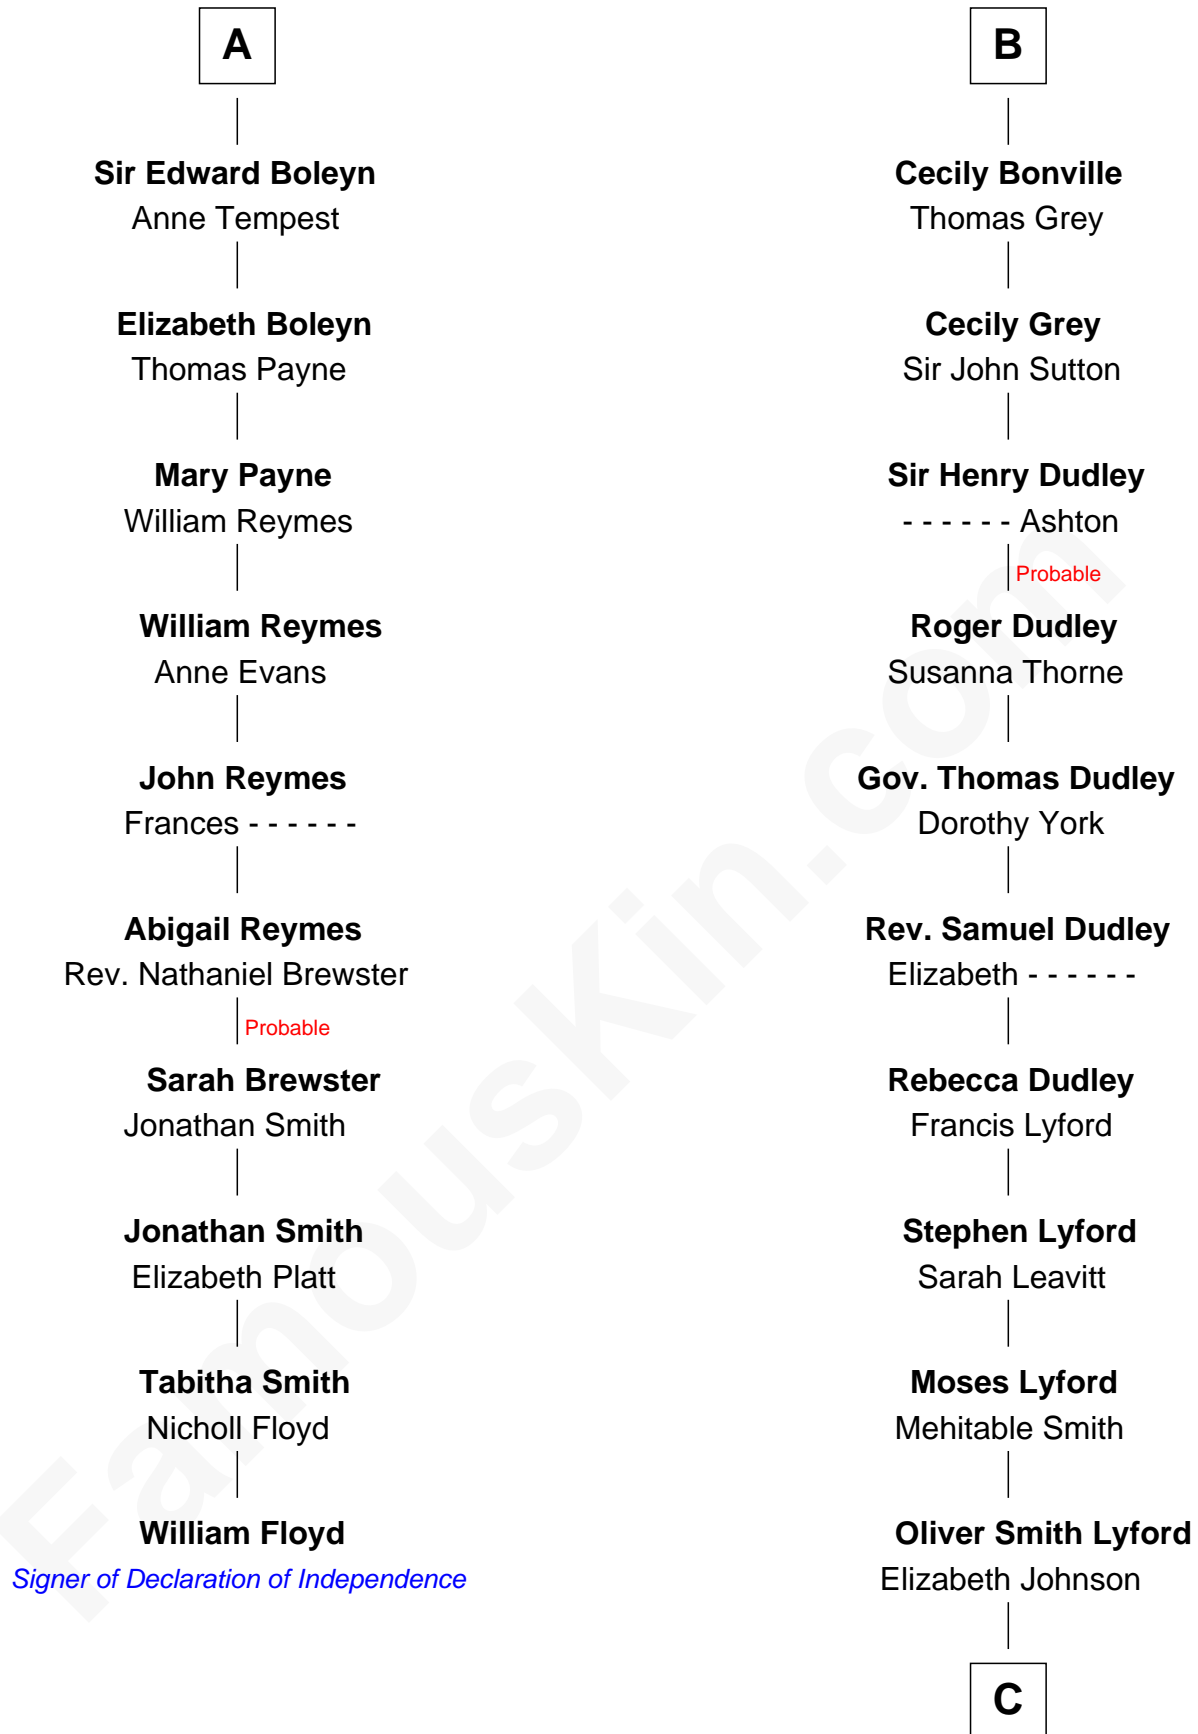 A
Sir Edward Boleyn
Anne Tempest
Elizabeth Boleyn
Thomas Payne
Mary Payne
William Reymes
William Reymes
Anne Evans
John Reymes
Frances - - - - - -
Abigail Reymes
Rev. Nathaniel Brewster
Probable
Sarah Brewster
Jonathan Smith
Jonathan Smith
Elizabeth Platt
Tabitha Smith
Nicholl Floyd
William Floyd
Signer of Declaration of Independence
B
Cecily Bonville
Thomas Grey
Cecily Grey
Sir John Sutton
Sir Henry Dudley
- - - - - - Ashton
Probable
Roger Dudley
Susanna Thorne
Gov. Thomas Dudley
Dorothy York
Rev. Samuel Dudley
Elizabeth - - - - - -
Rebecca Dudley
Francis Lyford
Stephen Lyford
Sarah Leavitt
Moses Lyford
Mehitable Smith
Oliver Smith Lyford
Elizabeth Johnson
C
FamousKin.com